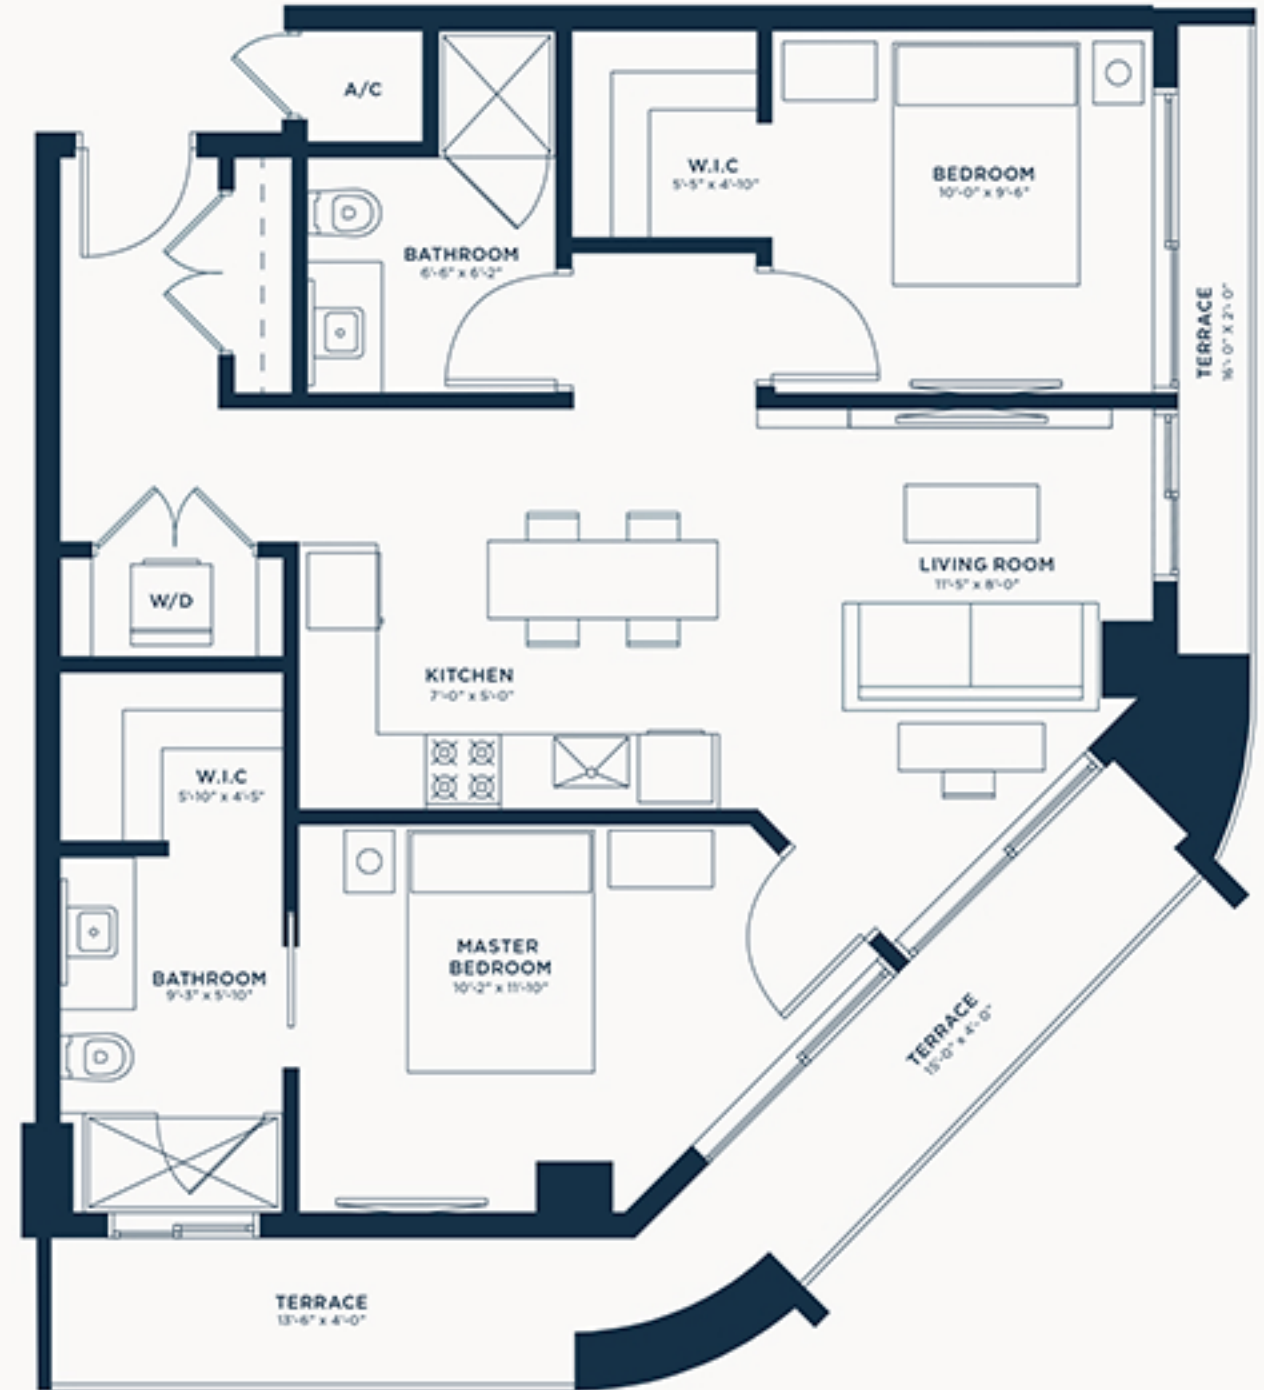 A/C
W.I.C
5'-5" x 4'-10"
BEDROOM
10'-0" x 9'-6"
BATHROOM
6'-6" x 6'-2"
TERRACE
16'- 0" X 2'- 0"
LIVING ROOM
11'-5" x 8'-0"
W/D
KITCHEN
7'-0" x 5'-0"
W.I.C
5'-10" x 4'-5"
MASTER
BEDROOM
10'-2" x 11'-10"
BATHROOM
9'-3" x 5'-10"
TERRACE
15'-0" x 4'- 0"
TERRACE
13'-6" x 4'-0"